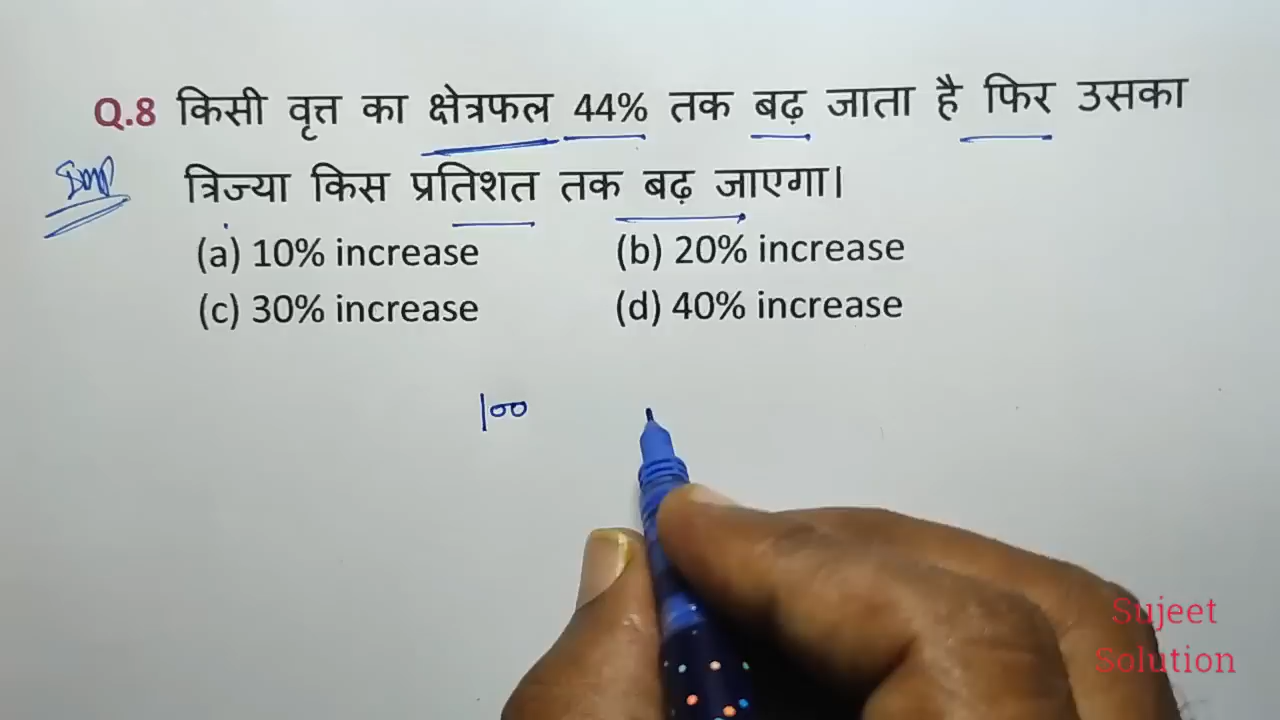 Q.8 किसी वृत्त का क्षेत्रफल 44% तक बढ़ जाता है फिर उसका
Imp
त्रिज्या किस प्रतिशत तक बढ़ जाएगा।
(a) 10% increase (b) 20% increase
(c) 30% increase (d) 40% increase
100
Sujeet
Solution